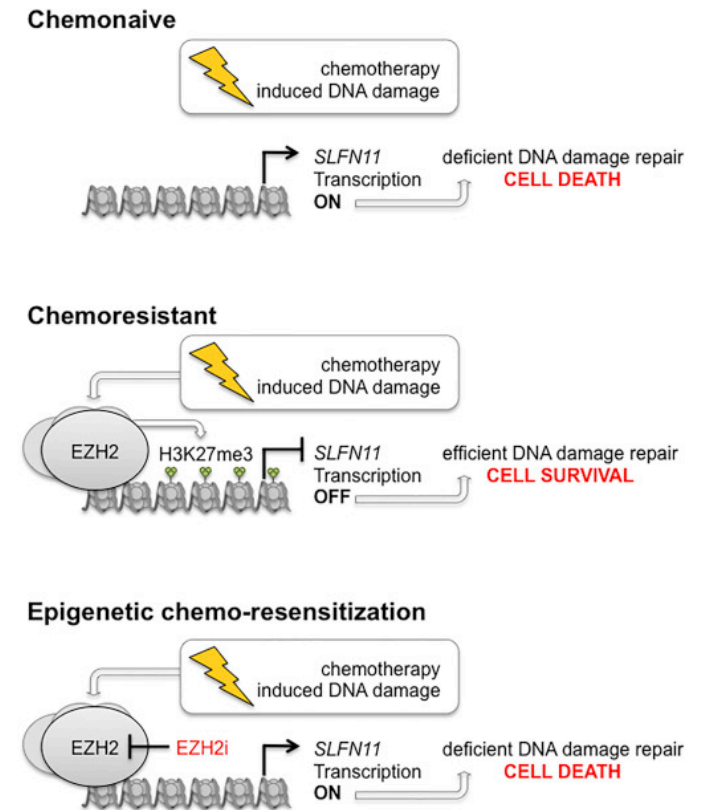 Chemonaive
chemotherapy
induced DNA damage
SLFN11
Transcription
ON
deficient DNA damage repair
CELL DEATH
Chemoresistant
chemotherapy
induced DNA damage
EZH2
H3K27me3
SLFN11
Transcription
OFF
efficient DNA damage repair
CELL SURVIVAL
Epigenetic chemo-resensitization
chemotherapy
induced DNA damage
EZH2
EZH2i
SLFN11
Transcription
ON
deficient DNA damage repair
CELL DEATH